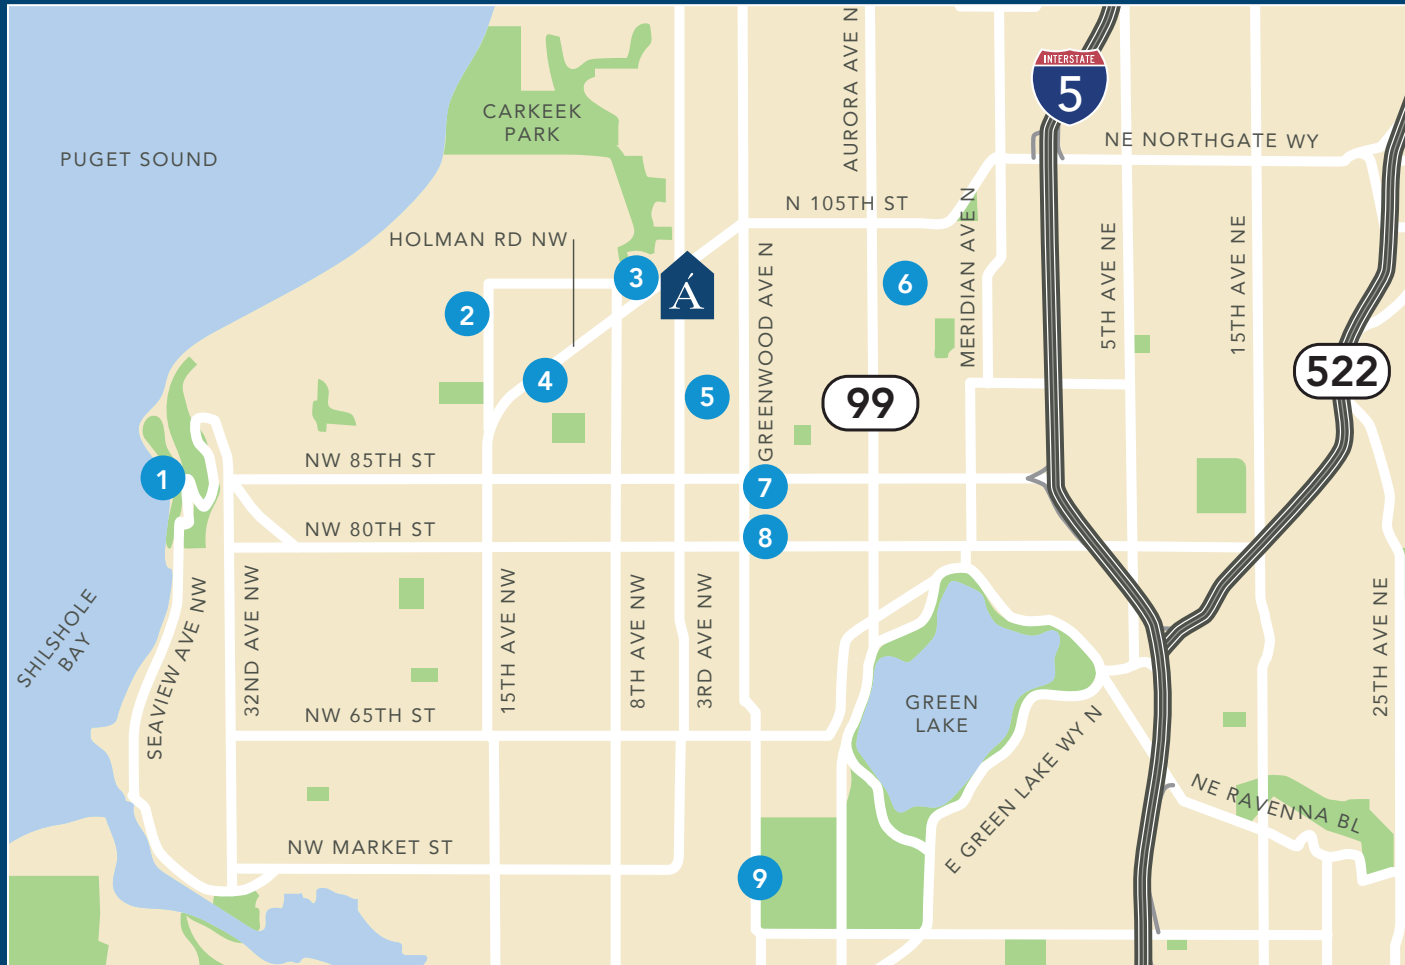 AURORA AVE N
INTERSTATE
5
CARKEEK
PARK
NE NORTHGATE WY
PUGET SOUND
N 105TH ST
MERIDIAN AVE N
HOLMAN RD NW
5TH AVE NE
15TH AVE NE
GREENWOOD AVE N
3
Á
6
2
522
4
5
99
NW 85TH ST
1
7
NW 80TH ST
8
SHILSHOLE
BAY
SEAVIEW AVE NW
32ND AVE NW
15TH AVE NW
8TH AVE NW
3RD AVE NW
25TH AVE NE
GREEN
LAKE
NW 65TH ST
E GREEN LAKE WY N
NE RAVENNA BL
NW MARKET ST
9